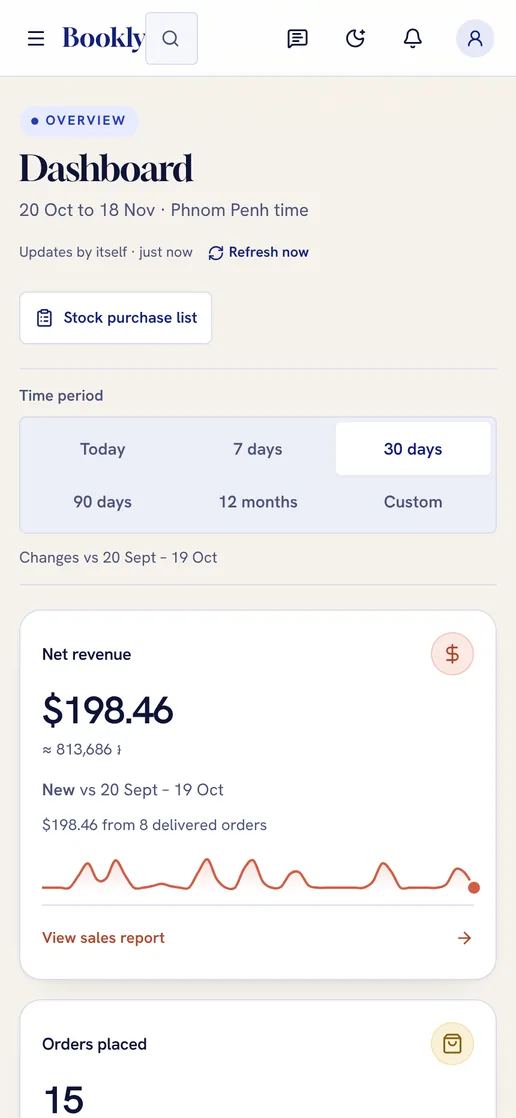 Bookly
OVERVIEW
Dashboard
20 Oct to 18 Nov · Phnom Penh time
Updates by itself · just now Refresh now
Stock purchase list
Time period
Today 7 days 30 days
90 days 12 months Custom
Changes vs 20 Sept – 19 Oct
Net revenue
$198.46
≈ 813,686 ៛
New vs 20 Sept – 19 Oct
$198.46 from 8 delivered orders
View sales report
Orders placed
15